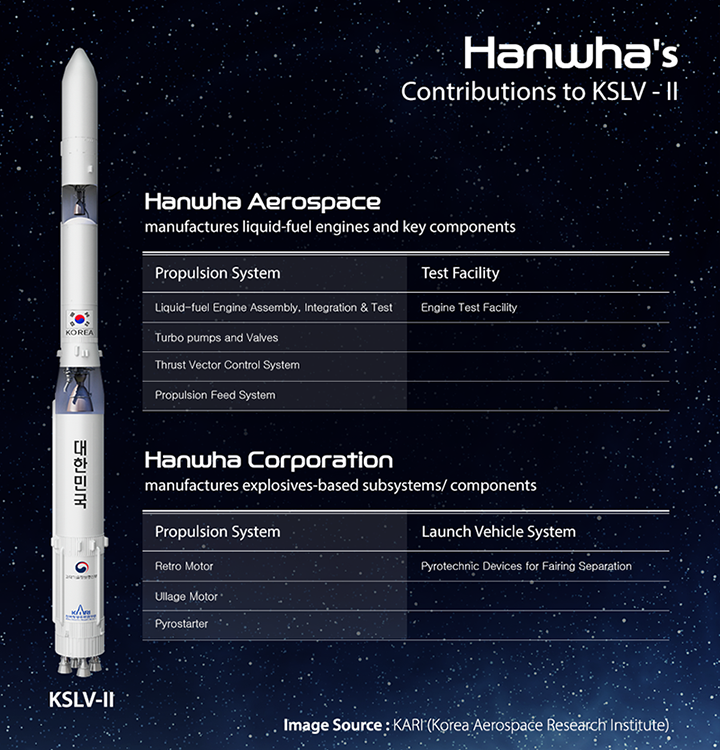 Hanwha's
Contributions to KSLV - II
Hanwha Aerospace
manufactures liquid-fuel engines and key components
Propulsion System
Test Facility
Liquid-fuel Engine Assembly, Integration & Test
Engine Test Facility
Turbo pumps and Valves
Thrust Vector Control System
Propulsion Feed System
KOREA
대한민국
Hanwha Corporation
manufactures explosives-based subsystems/ components
Propulsion System
Launch Vehicle System
Retro Motor
Pyrotechnic Devices for Fairing Separation
Ullage Motor
Pyrostarter
KARI
KSLV-II
Image Source : KARI (Korea Aerospace Research Institute)